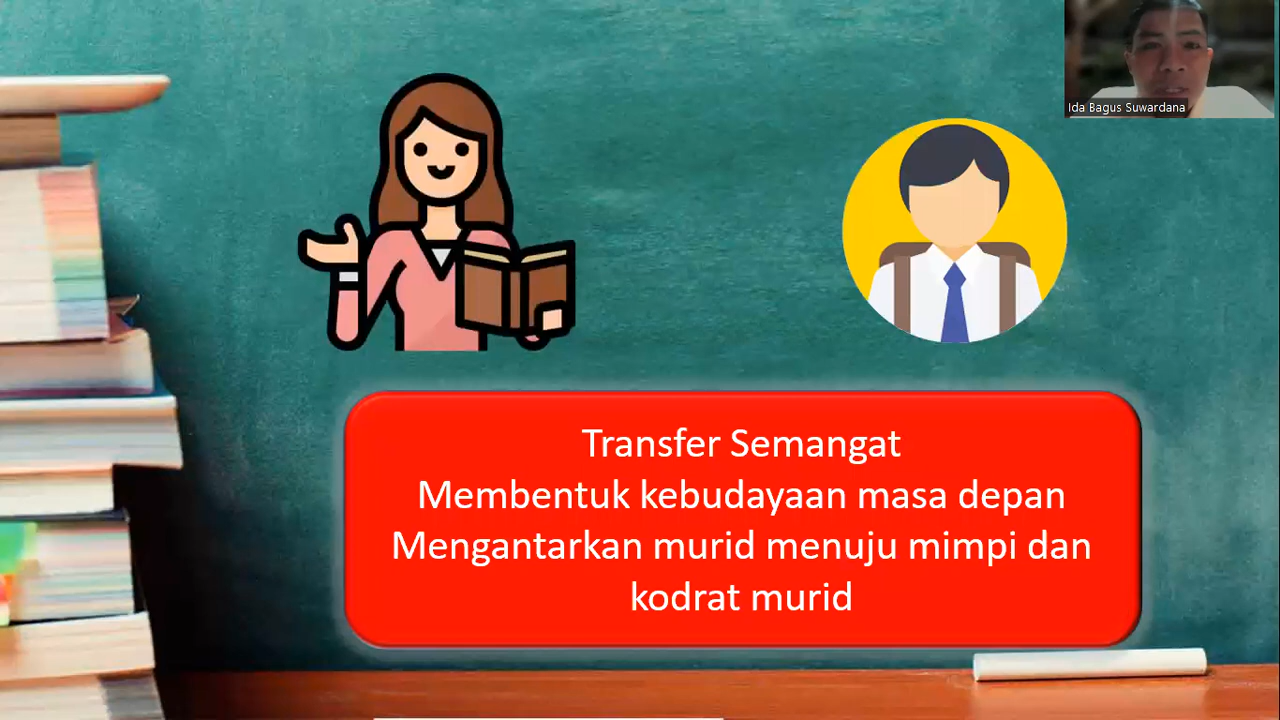 Ida Bagus Suwardana
Transfer Semangat
Membentuk kebudayaan masa depan
Mengantarkan murid menuju mimpi dan
kodrat murid